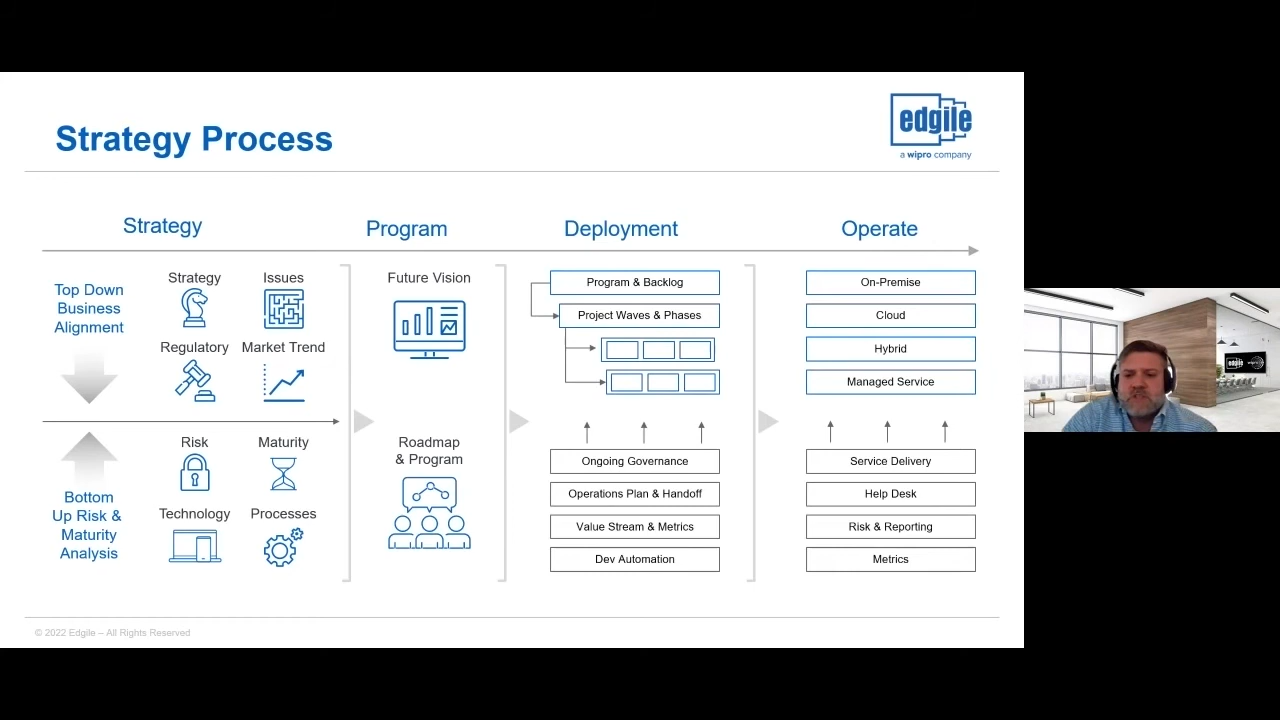 Strategy Process
edgile
a wipro company
Strategy
Program
Deployment
Operate
Top Down
Business
Alignment
Strategy
Issues
Regulatory
Market Trend
Risk
Maturity
Technology
Processes
Bottom
Up Risk &
Maturity
Analysis
Future Vision
Roadmap
& Program
Program & Backlog
Project Waves & Phases
Ongoing Governance
Operations Plan & Handoff
Value Stream & Metrics
Dev Automation
On-Premise
Cloud
Hybrid
Managed Service
Service Delivery
Help Desk
Risk & Reporting
Metrics
© 2022 Edgile – All Rights Reserved
edgile